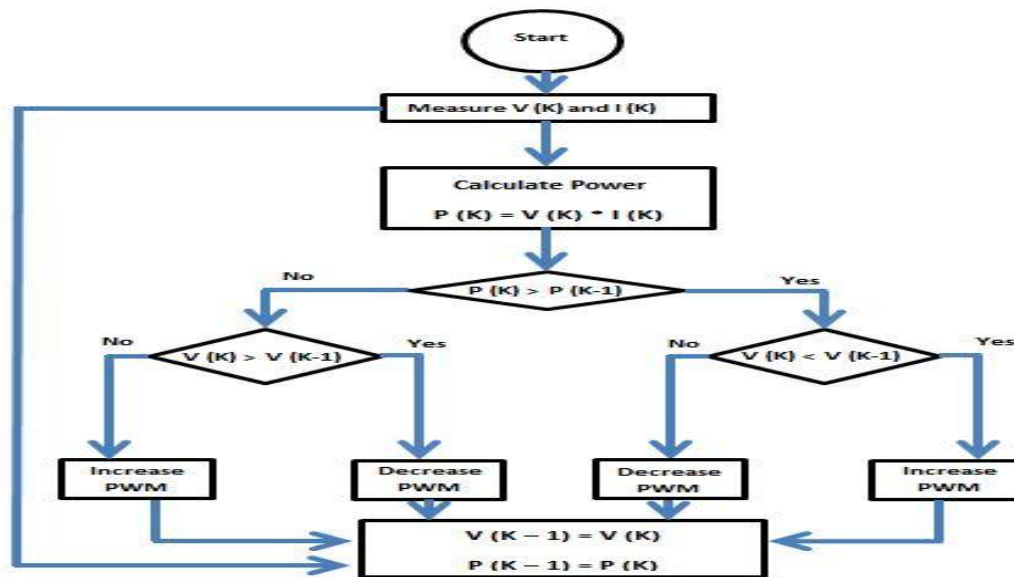 Start
Measure V (K) and I (K)
Calculate Power
P (K) = V (K) * I (K)
No
P (K) > P (K-1)
Yes
No
V (K) > V (K-1)
Yes
No
V (K) < V (K-1)
Yes
Increase
PWM
Decrease
PWM
Decrease
PWM
Increase
PWM
V (K – 1) = V (K)
P (K – 1) = P (K)